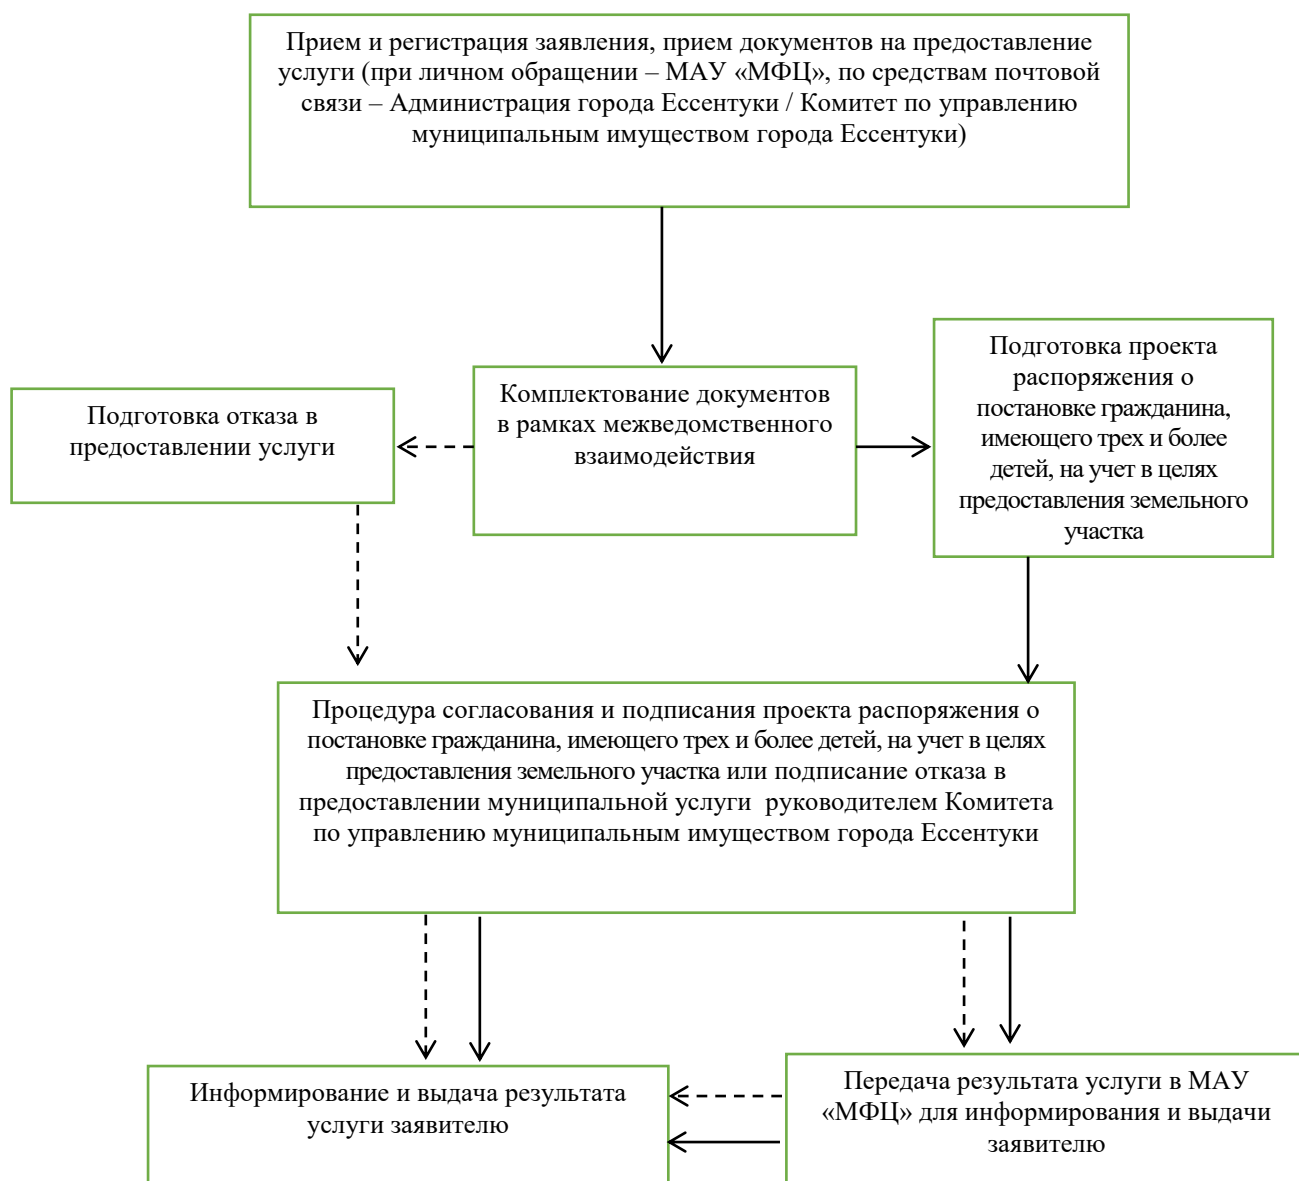 Прием и регистрация заявления, прием документов на предоставление
услуги (при личном обращении – МАУ «МФЦ», по средствам почтовой
связи – Администрация города Ессентуки / Комитет по управлению
муниципальным имуществом города Ессентуки)
Подготовка отказа в
предоставлении услуги
Комплектование документов
в рамках межведомственного
взаимодействия
Подготовка проекта
распоряжения о
постановке гражданина,
имеющего трех и более
детей, на учет в целях
предоставления земельного
участка
Процедура согласования и подписания проекта распоряжения о
постановке гражданина, имеющего трех и более детей, на учет в целях
предоставления земельного участка или подписание отказа в
предоставлении муниципальной услуги  руководителем Комитета
по управлению муниципальным имуществом города Ессентуки
Информирование и выдача результата
услуги заявителю
Передача результата услуги в МАУ
«МФЦ» для информирования и выдачи
заявителю